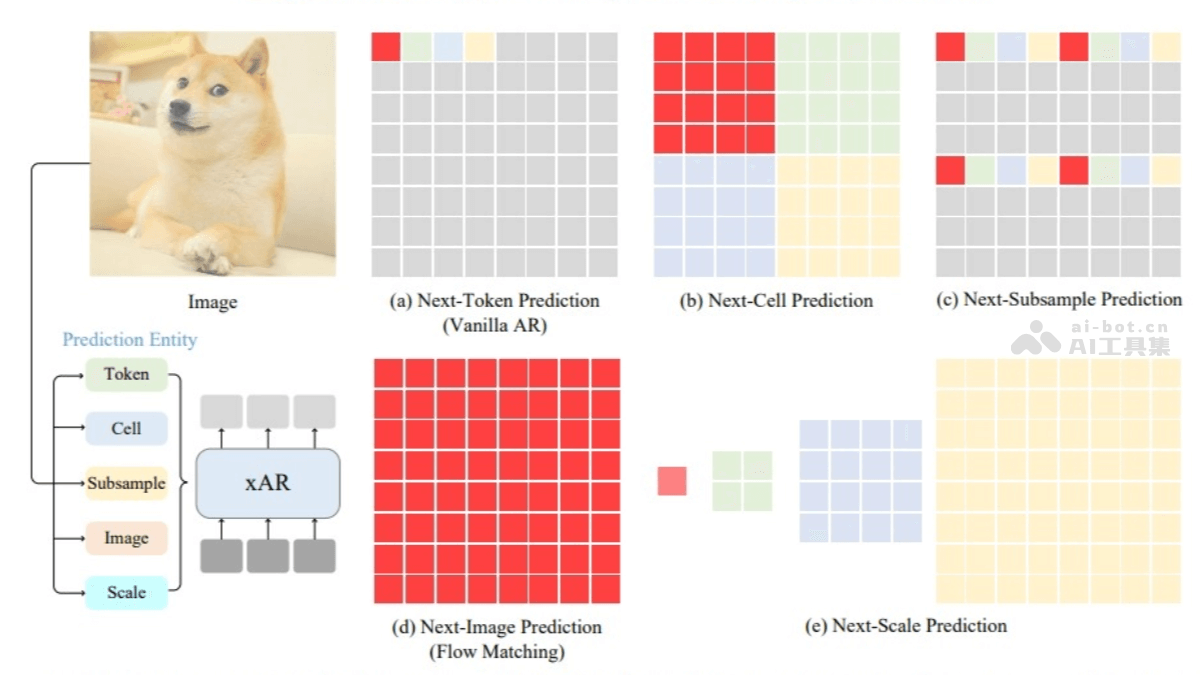 Image
(a) Next-Token Prediction
(Vanilla AR)
(b) Next-Cell Prediction
(c) Next-Subsample Prediction
ai-bot.cn
AI工具集
Prediction Entity
Token
Cell
Subsample
Image
Scale
xAR
(d) Next-Image Prediction
(Flow Matching)
(e) Next-Scale Prediction